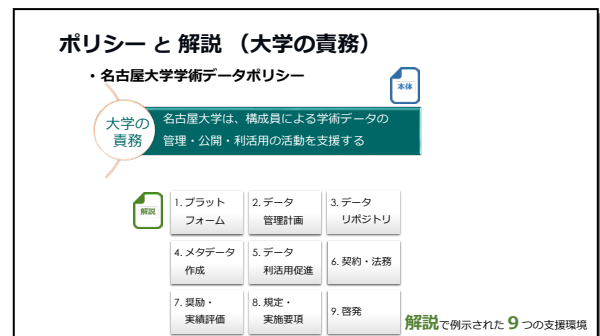 ポリシー と 解説 （大学の責務）
・名古屋大学学術データポリシー
本体
大学の
責務
名古屋大学は、構成員による学術データの
管理・公開・利活用の活動を支援する
解説
1. プラット
フォーム
2. データ
管理計画
3. データ
リポジトリ
4. メタデータ
作成
5. データ
利活用促進
6. 契約・法務
7. 奨励・
実績評価
8. 規定・
実施要項
9. 啓発
解説で例示された 9 つの支援環境